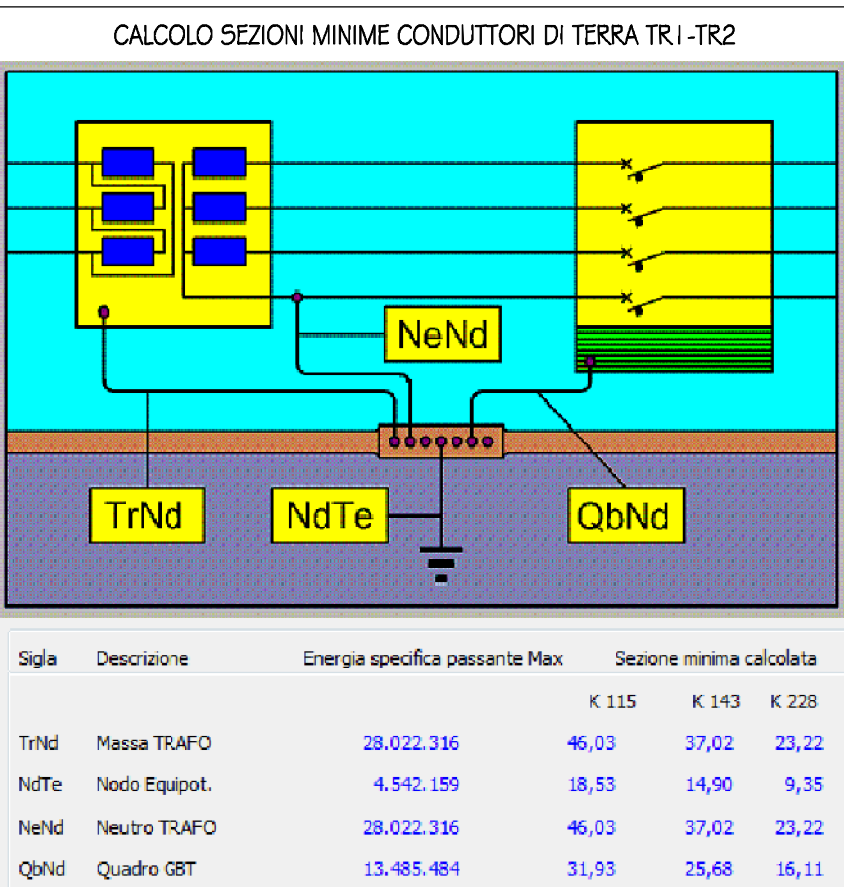 CALCOLO SEZIONI MINIME CONDUTTORI DI TERRA TR1-TR2
NeNd
TrNd NdTe QbNd
Sigla Descrizione Energia specifica passante Max Sezione minima calcolata
K 115 K 143 K 228
TrNd Massa TRAFO 28.022.316 46,03 37,02 23,22
NdTe Nodo Equipot. 4.542.159 18,53 14,90 9,35
NeNd Neutro TRAFO 28.022.316 46,03 37,02 23,22
QbNd Quadro GBT 13.485.484 31,93 25,68 16,11